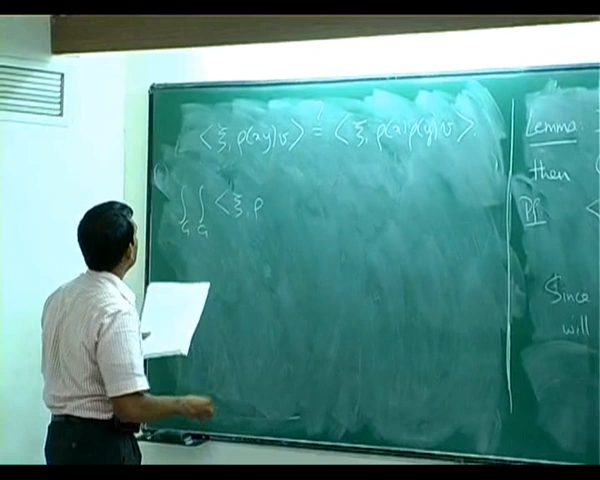 ⟨ξ, ρ(xy)v⟩ ≟ ⟨ξ, ρ(x)ρ(y)v⟩.
∫_G ∫_G ⟨ξ, ρ
Lemma:
then
Pf:
Since
will